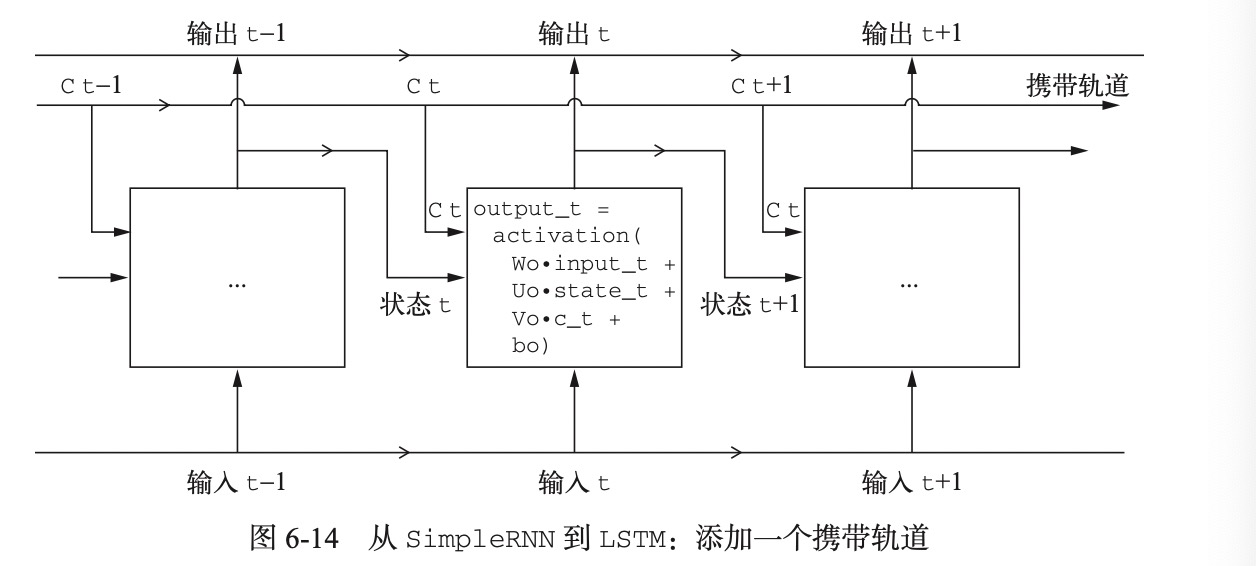 输出 t−1
输出 t
输出 t+1
C t−1
C t
C t+1
携带轨道
C t
C t
output_t =
activation(
Wo•input_t +
Uo•state_t +
Vo•c_t +
bo)
...
...
状态 t
状态 t+1
输入 t−1
输入 t
输入 t+1
图 6-14 从 SimpleRNN 到 LSTM：添加一个携带轨道